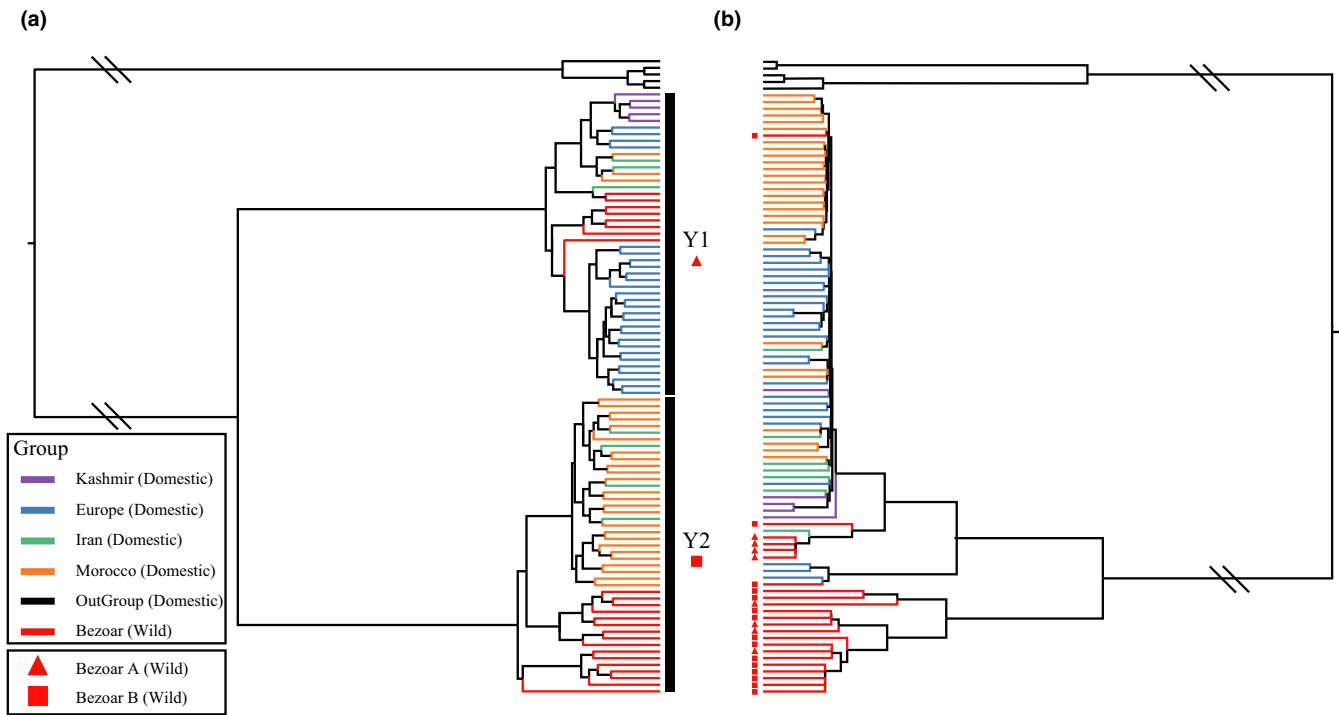 (a)
(b)
Y1
Y2
Group
Kashmir (Domestic)
Europe (Domestic)
Iran (Domestic)
Morocco (Domestic)
OutGroup (Domestic)
Bezoar (Wild)
Bezoar A (Wild)
Bezoar B (Wild)